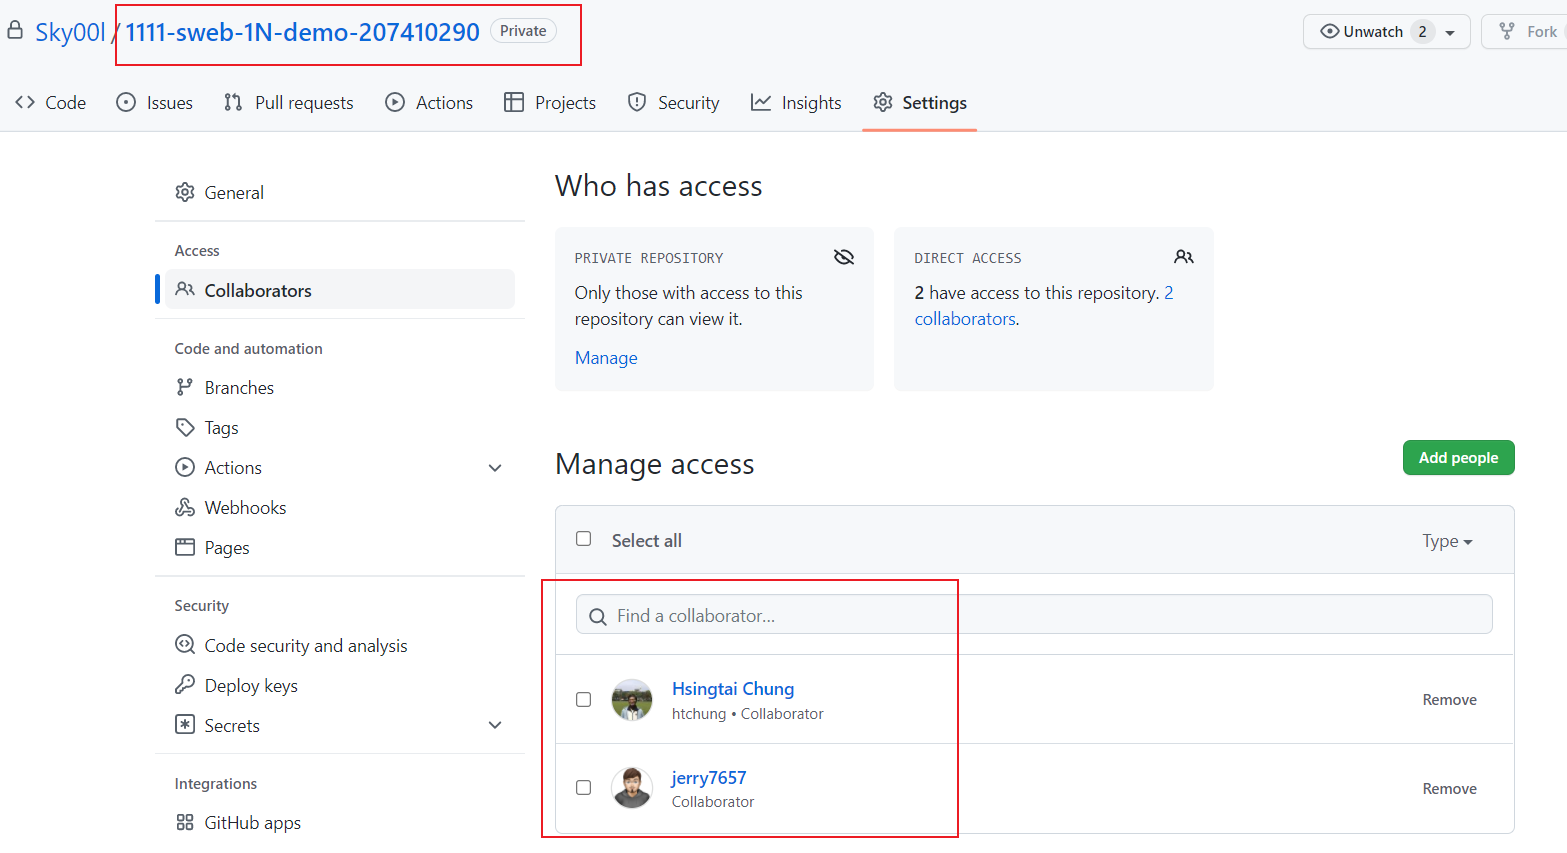 Sky00l / 1111-sweb-1N-demo-207410290 Private
Unwatch 2
Fork
Code
Issues
Pull requests
Actions
Projects
Security
Insights
Settings
General
Access
Collaborators
Code and automation
Branches
Tags
Actions
Webhooks
Pages
Security
Code security and analysis
Deploy keys
Secrets
Integrations
GitHub apps
Who has access
PRIVATE REPOSITORY
Only those with access to this
repository can view it.
Manage
DIRECT ACCESS
2 have access to this repository. 2
collaborators.
Manage access
Add people
Select all
Type
Find a collaborator...
Hsingtai Chung
htchung • Collaborator
Remove
jerry7657
Collaborator
Remove